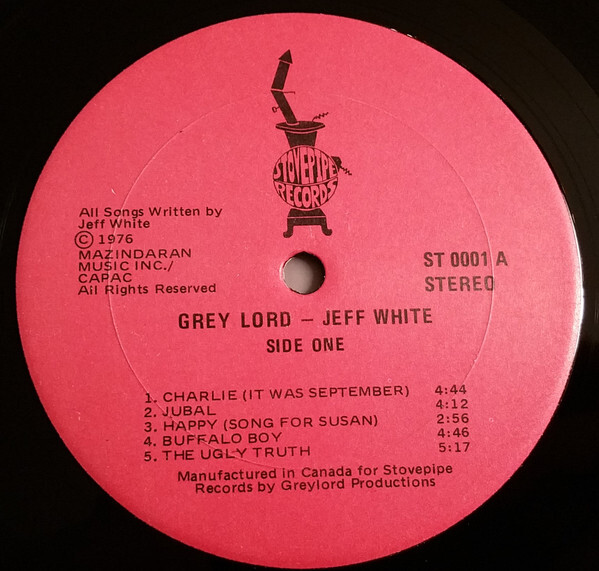 STOVEPIPE
RECORDS
All Songs Written by
Jeff White
© 1976
MAZINDARAN
MUSIC INC./
CAPAC
All Rights Reserved
ST 0001 A
STEREO
GREY LORD – JEFF WHITE
SIDE ONE
1. CHARLIE (IT WAS SEPTEMBER) 4:44
2. JUBAL 4:12
3. HAPPY (SONG FOR SUSAN) 2:56
4. BUFFALO BOY 4:46
5. THE UGLY TRUTH 5:17
Manufactured in Canada for Stovepipe
Records by Greylord Productions